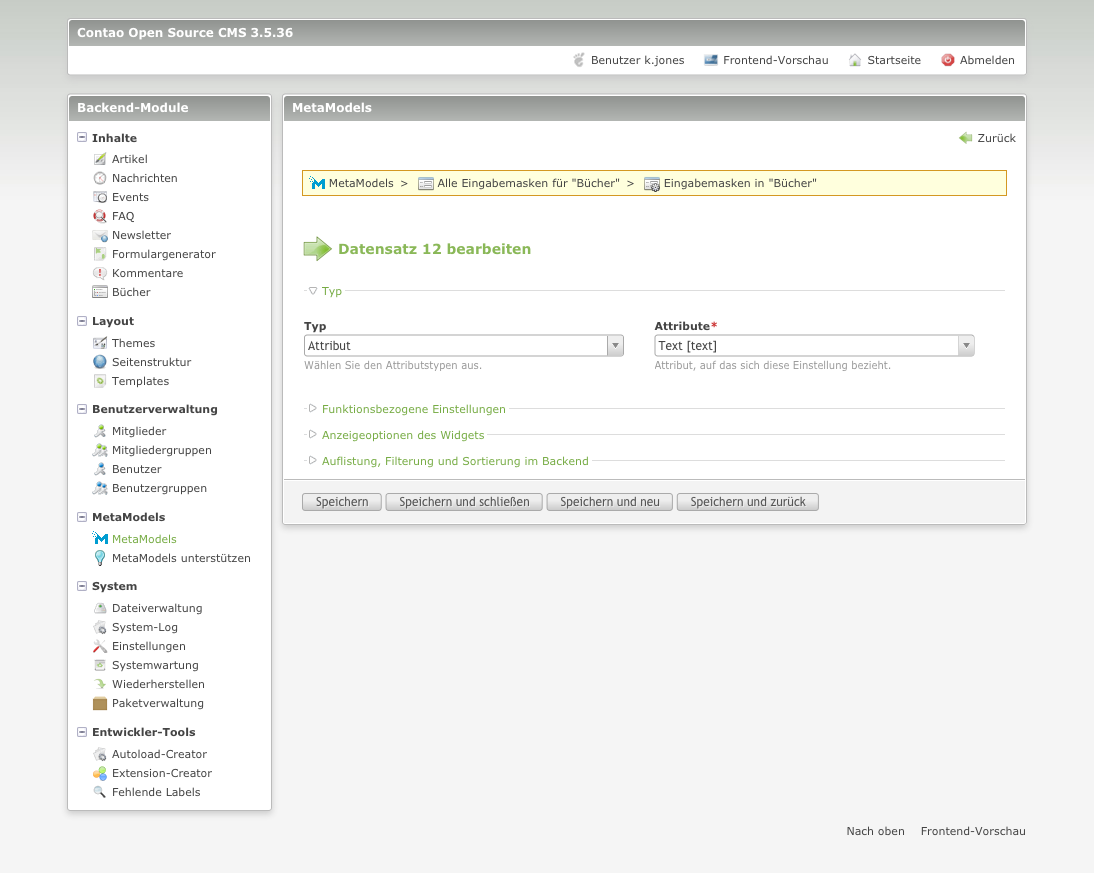 Contao Open Source CMS 3.5.36
Benutzer k.jones Frontend-Vorschau Startseite Abmelden
Backend-Module
Inhalte
Artikel
Nachrichten
Events
FAQ
Newsletter
Formulargenerator
Kommentare
Bücher
Layout
Themes
Seitenstruktur
Templates
Benutzerverwaltung
Mitglieder
Mitgliedergruppen
Benutzer
Benutzergruppen
MetaModels
MetaModels
MetaModels unterstützen
System
Dateiverwaltung
System-Log
Einstellungen
Systemwartung
Wiederherstellen
Paketverwaltung
Entwickler-Tools
Autoload-Creator
Extension-Creator
Fehlende Labels
MetaModels
Zurück
MetaModels > Alle Eingabemasken für "Bücher" > Eingabemasken in "Bücher"
Datensatz 12 bearbeiten
Typ
Typ Attribute*
Attribut Text [text]
Wählen Sie den Attributstypen aus. Attribut, auf das sich diese Einstellung bezieht.
Funktionsbezogene Einstellungen
Anzeigeoptionen des Widgets
Auflistung, Filterung und Sortierung im Backend
Speichern Speichern und schließen Speichern und neu Speichern und zurück
Nach oben Frontend-Vorschau